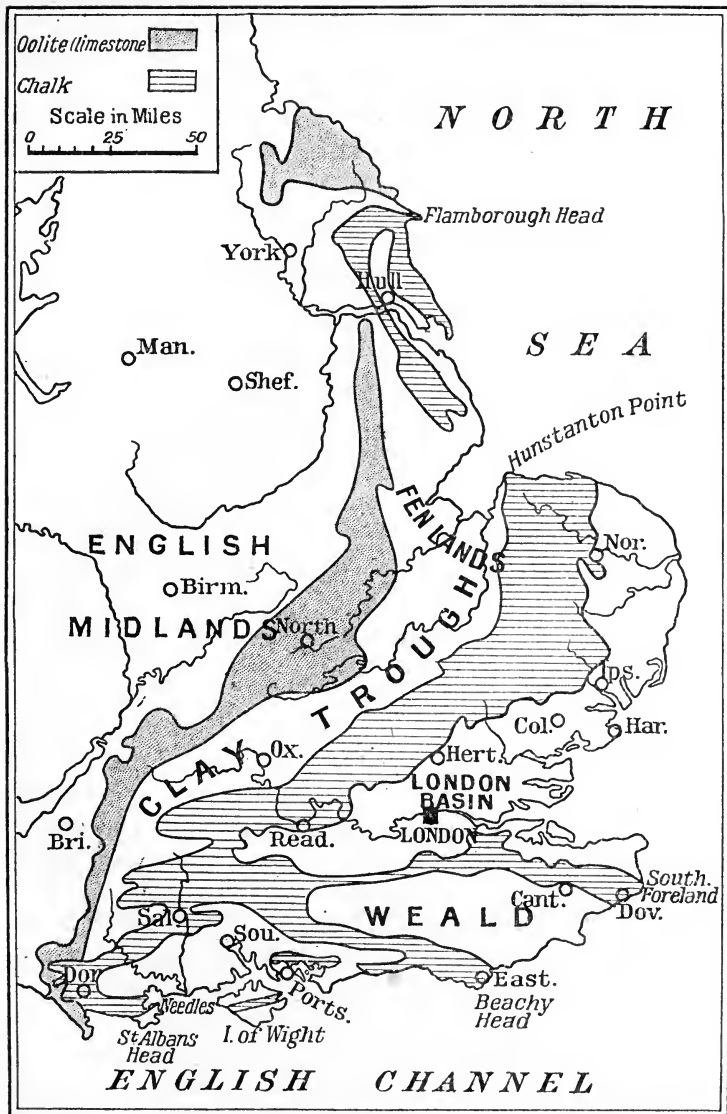 Oolite (limestone
Chalk
Scale in Miles
0 25 50
NORTH
Flamborough Head
York
Hull
SEA
Man.
Shef.
Hunstanton Point
FENLANDS
ENGLISH
Nor.
Birm.
MIDLANDS
North
CLAY TROUGH
Ips.
Col.
Har.
Ox.
Hert.
LONDON
BASIN
Bri.
Read.
LONDON
South.
Foreland
Cant.
Dov.
WEALD
Sal.
Sou.
Dor.
Ports.
East.
Needles
Beachy
Head
St Albans
Head
I. of Wight
ENGLISH CHANNEL